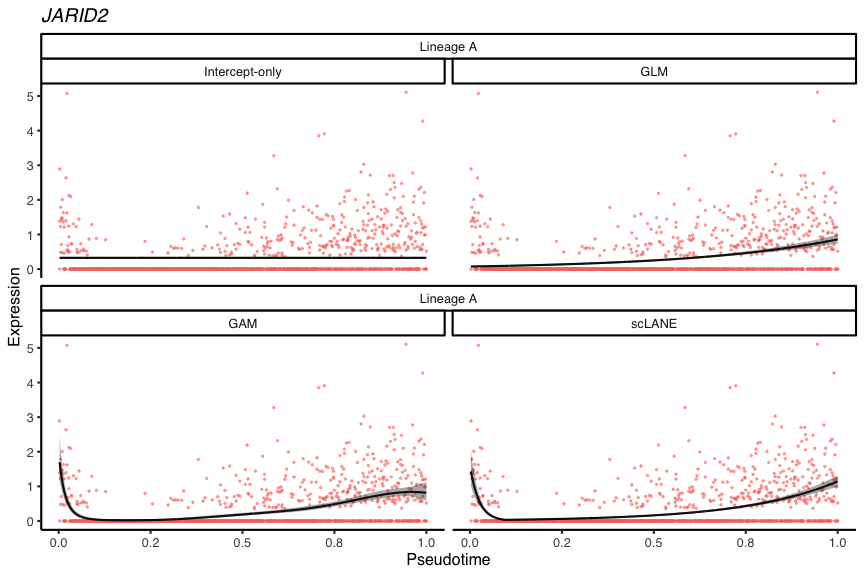 JARID2
Lineage A
Intercept-only GLM
5
4
3
2
1
0
Lineage A
GAM scLANE
5
4
3
2
1
0
0.0 0.2 0.5 0.8 1.0 0.0 0.2 0.5 0.8 1.0
Pseudotime
Expression